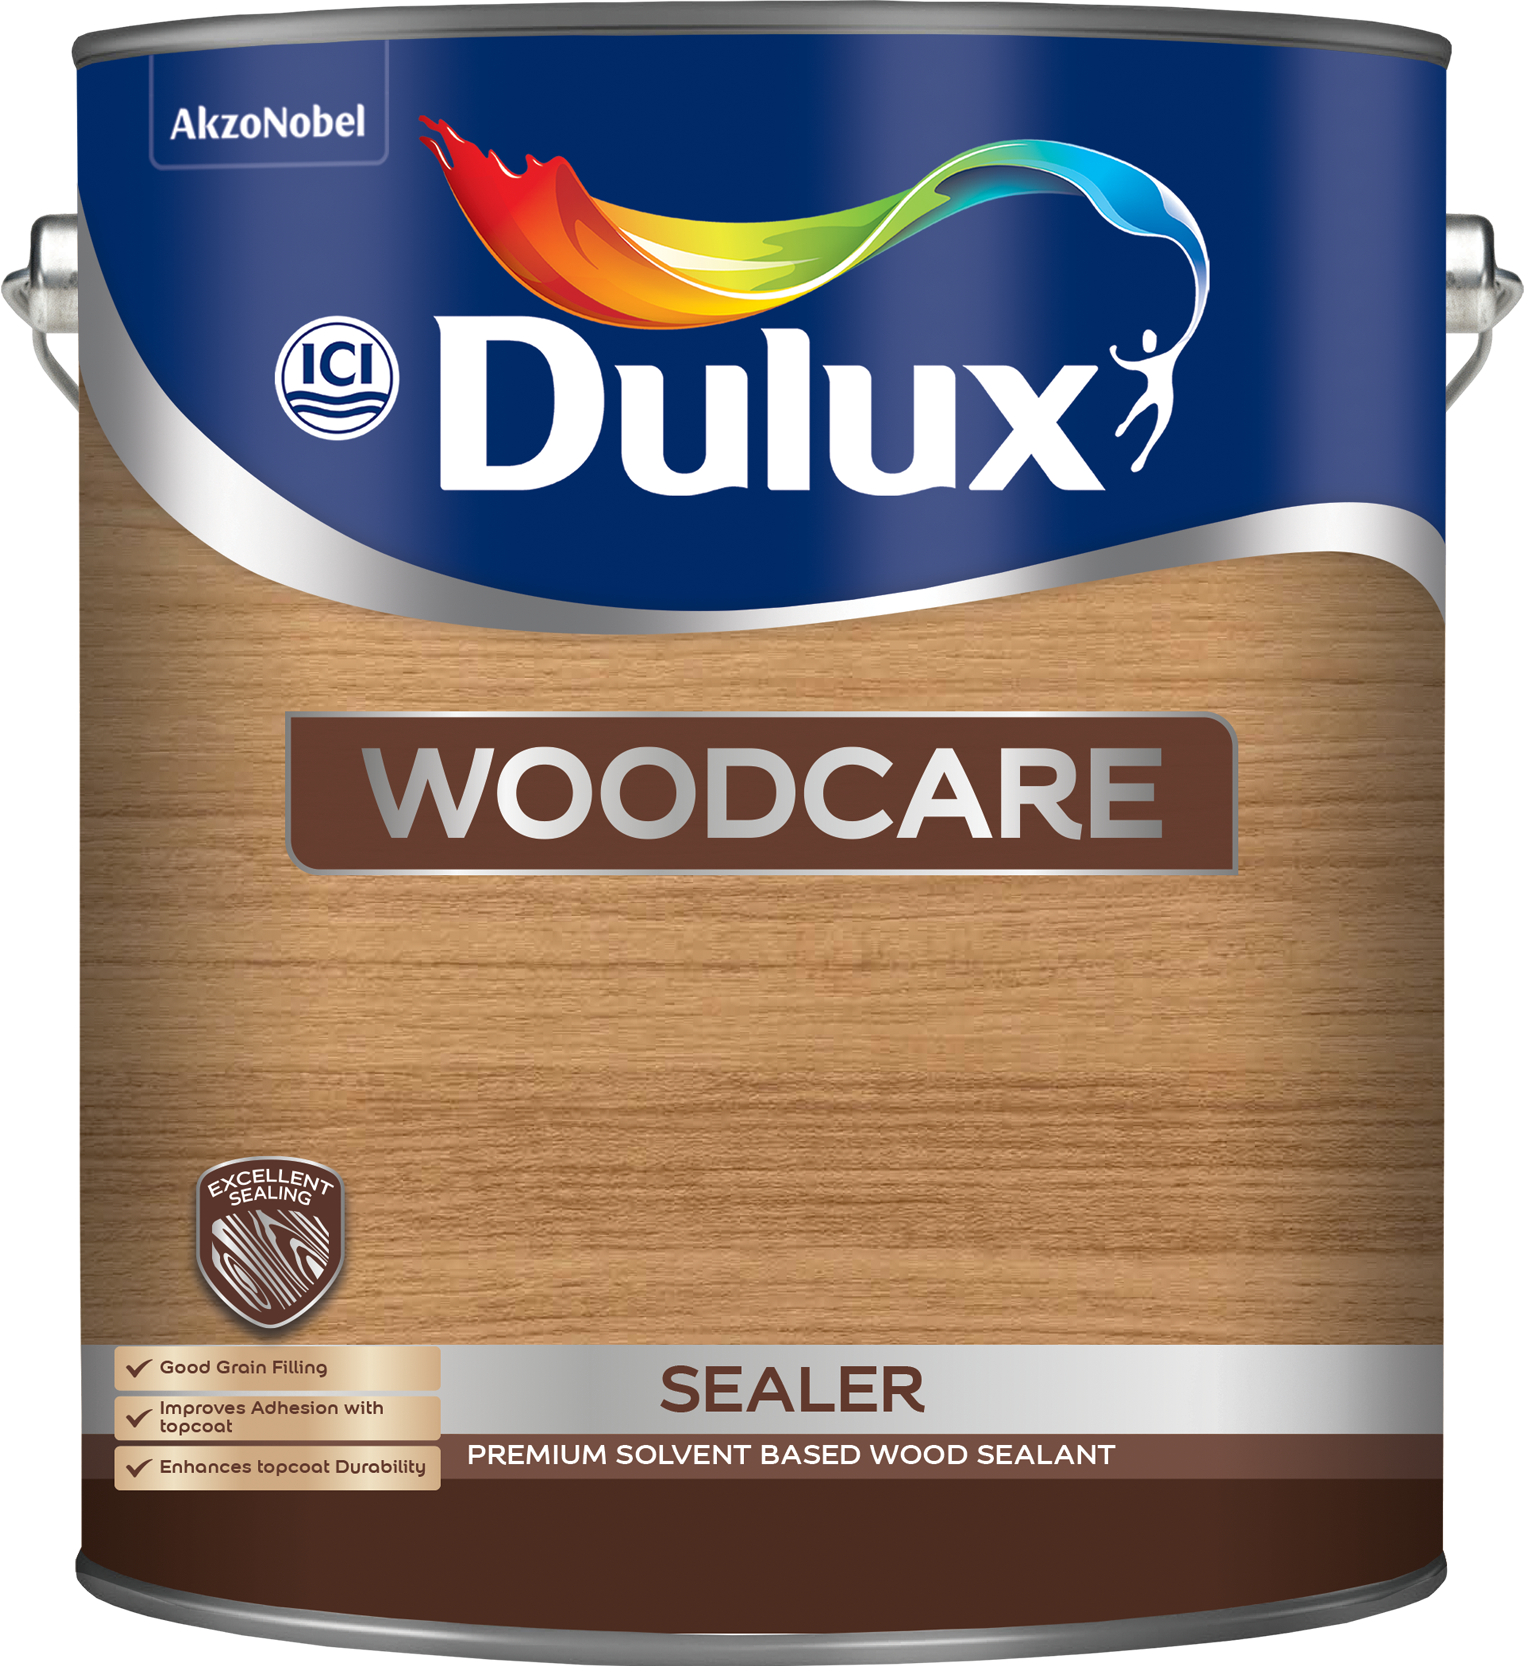 AkzoNobel
ICI
Dulux
WOODCARE
EXCELLENT
SEALING
Good Grain Filling
Improves Adhesion with
topcoat
Enhances topcoat Durability
SEALER
PREMIUM SOLVENT BASED WOOD SEALANT